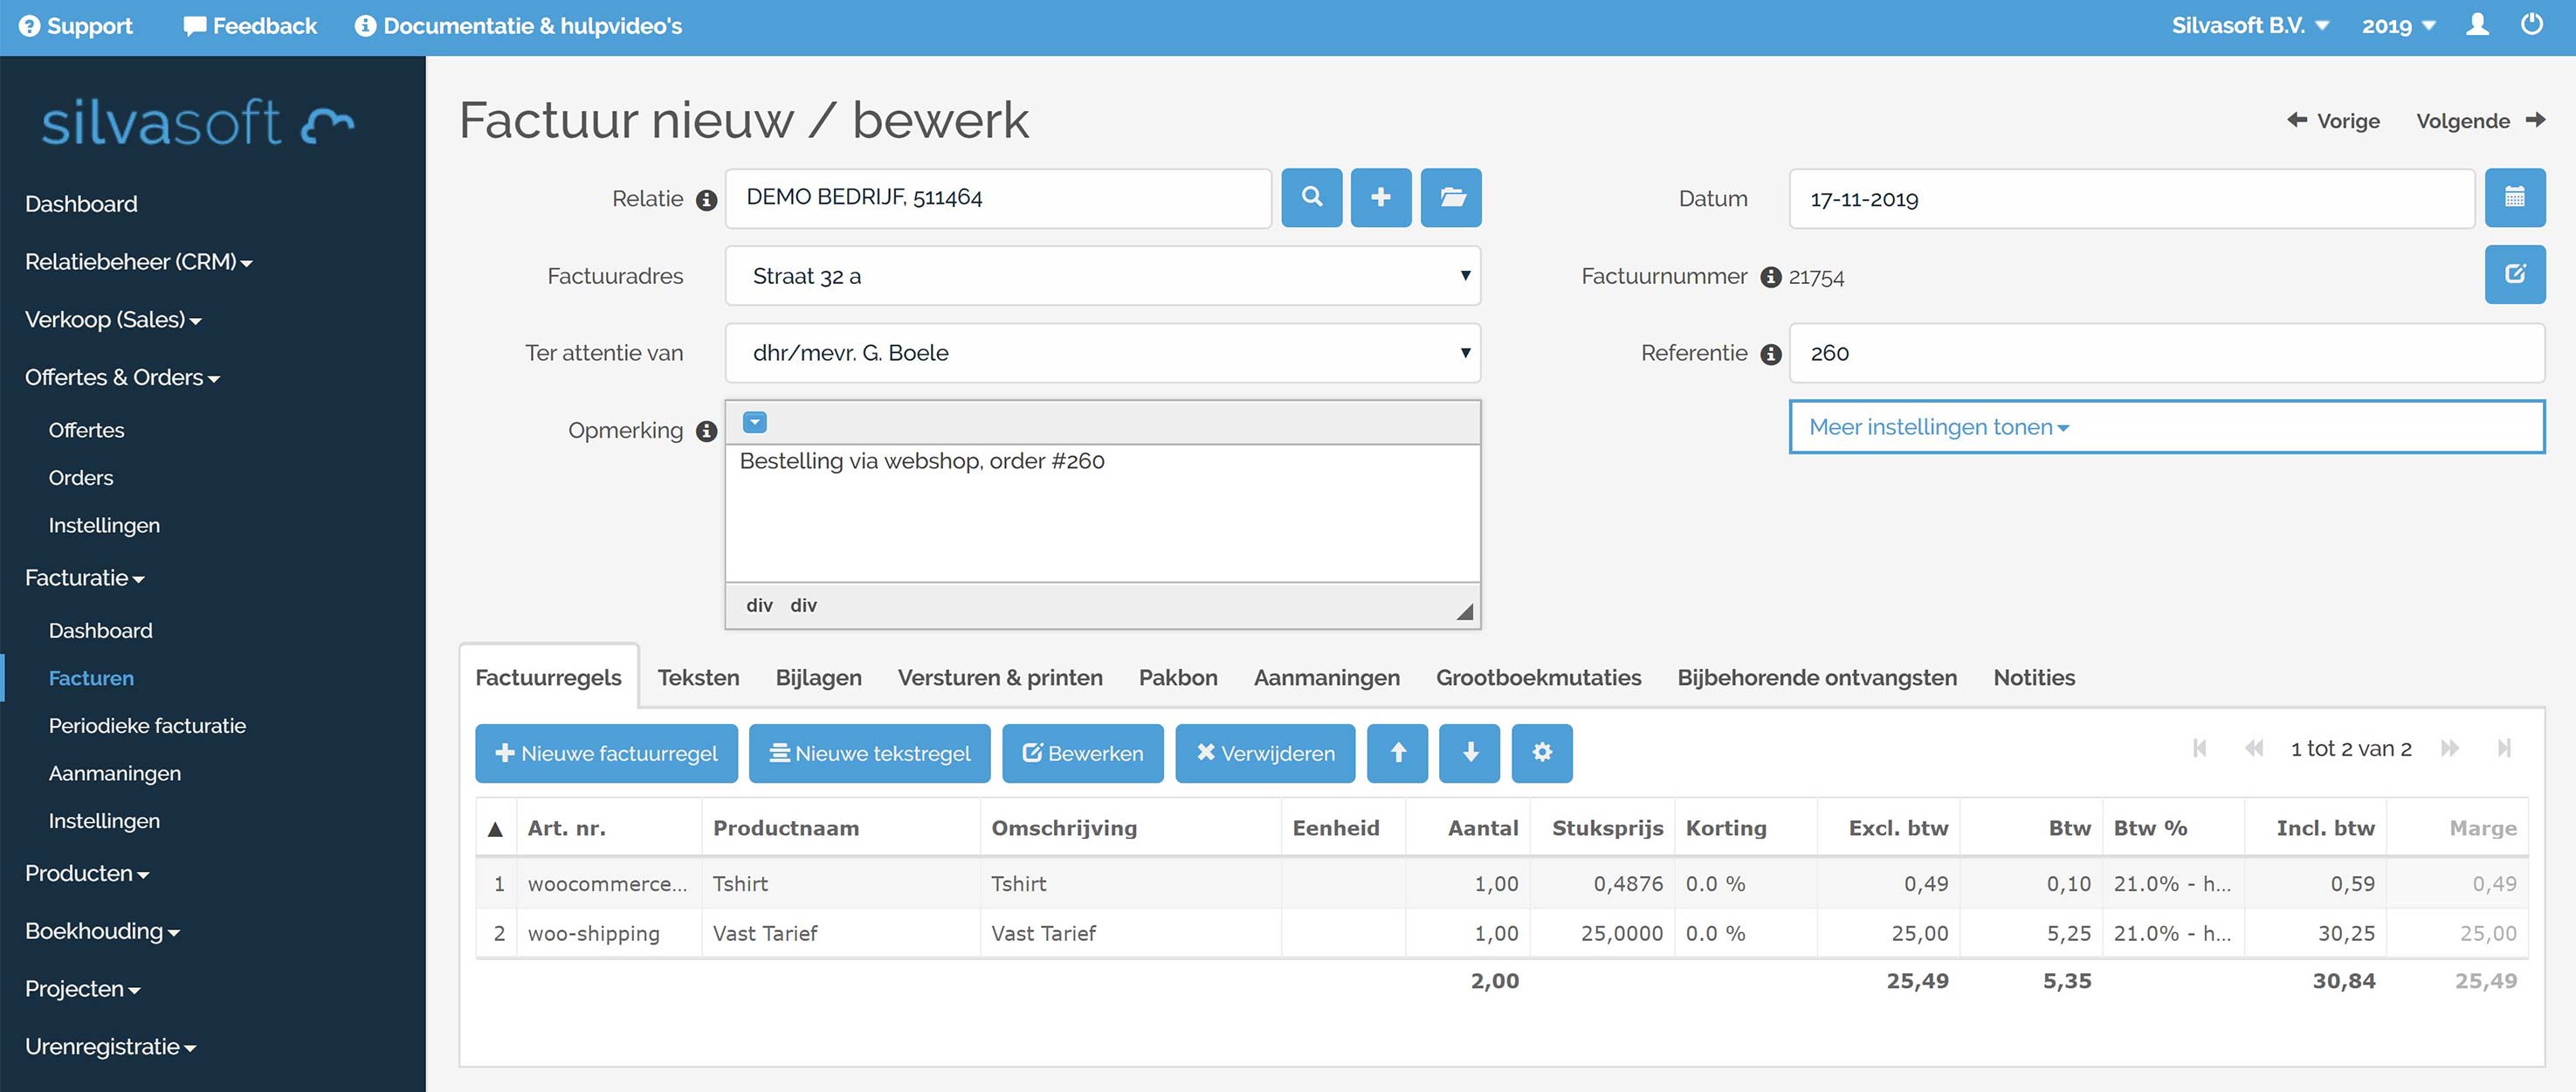 Support Feedback Documentatie & hulpvideo's Silvasoft B.V. 2019
silvasoft
Dashboard
Relatiebeheer (CRM)
Verkoop (Sales)
Offertes & Orders
Offertes
Orders
Instellingen
Facturatie
Dashboard
Facturen
Periodieke facturatie
Aanmaningen
Instellingen
Producten
Boekhouding
Projecten
Urenregistratie
Factuur nieuw / bewerk
Vorige Volgende
Relatie DEMO BEDRIJF, 511464
Datum 17-11-2019
Factuuradres Straat 32 a
Factuurnummer 21754
Ter attentie van dhr/mevr. G. Boele
Referentie 260
Opmerking
Meer instellingen tonen
Bestelling via webshop, order #260
div div
Factuurregels Teksten Bijlagen Versturen & printen Pakbon Aanmaningen Grootboekmutaties Bijbehorende ontvangsten Notities
Nieuwe factuurregel Nieuwe tekstregel Bewerken Verwijderen 1 tot 2 van 2
Art. nr. Productnaam Omschrijving Eenheid Aantal Stuksprijs Korting Excl. btw Btw Btw % Incl. btw Marge
1 woocommerce... Tshirt Tshirt 1,00 0,4876 0.0 % 0,49 0,10 21.0% - h... 0,59 0,49
2 woo-shipping Vast Tarief Vast Tarief 1,00 25,0000 0.0 % 25,00 5,25 21.0% - h... 30,25 25,00
2,00 25,49 5,35 30,84 25,49